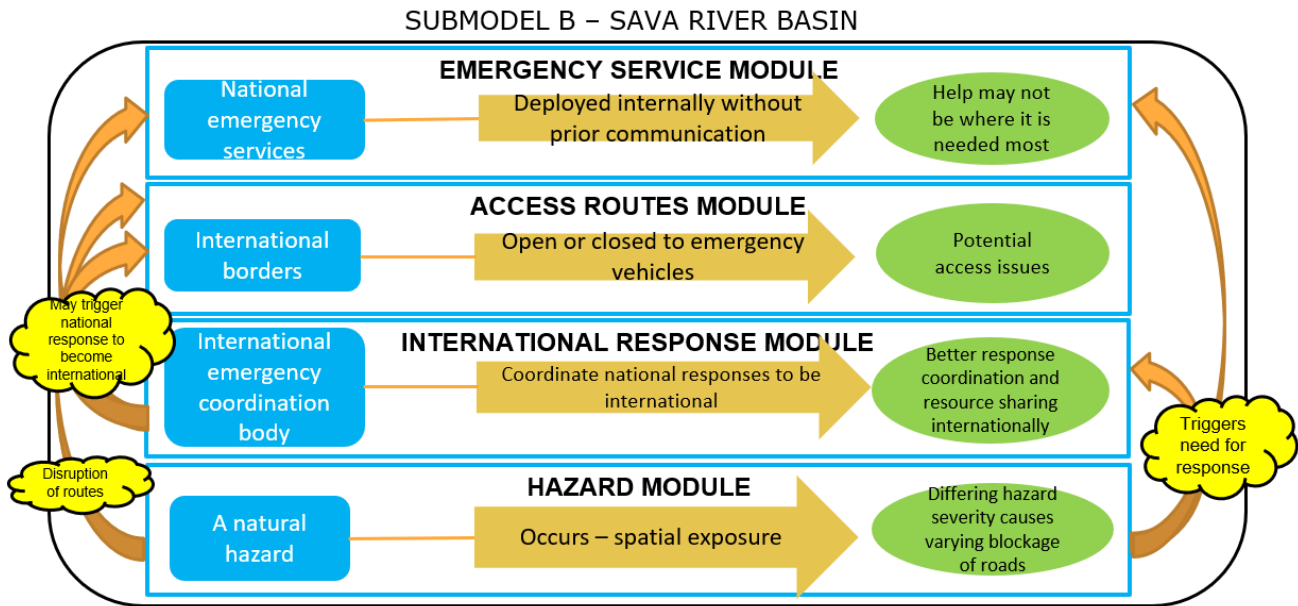 SUBMODEL B – SAVA RIVER BASIN
EMERGENCY SERVICE MODULE
National
emergency
services
Deployed internally without
prior communication
Help may not
be where it is
needed most
ACCESS ROUTES MODULE
International
borders
Open or closed to emergency
vehicles
Potential
access issues
May trigger
national
response to
become
international
INTERNATIONAL RESPONSE MODULE
International
emergency
coordination
body
Coordinate national responses to be
international
Better response
coordination and
resource sharing
internationally
Triggers
need for
response
Disruption
of routes
HAZARD MODULE
A natural
hazard
Occurs – spatial exposure
Differing hazard
severity causes
varying blockage
of roads